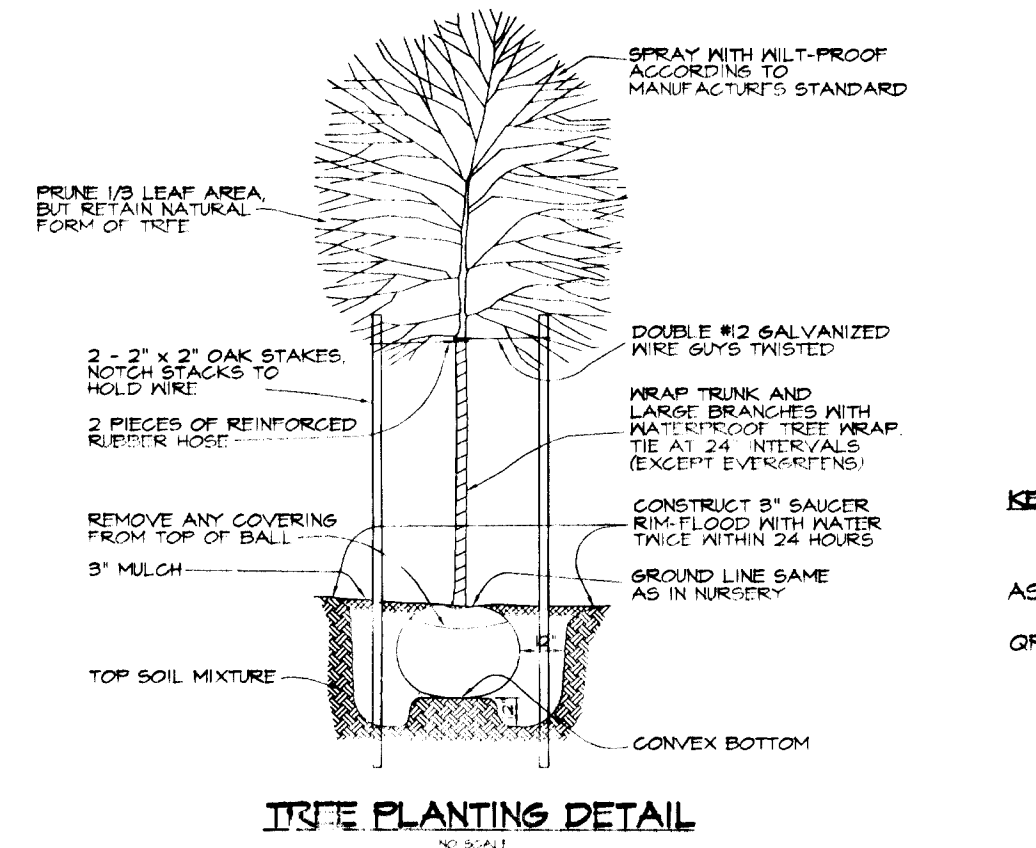 SPRAY WITH WILT-PROOF
ACCORDING TO
MANUFACTURES STANDARD
PRUNE 1/3 LEAF AREA,
BUT RETAIN NATURAL
FORM OF TREE
DOUBLE #12 GALVANIZED
WIRE GUYS TWISTED
2 - 2" x 2" OAK STAKES,
NOTCH STACKS TO
HOLD WIRE
2 PIECES OF REINFORCED
RUBBER HOSE
WRAP TRUNK AND
LARGE BRANCHES WITH
WATERPROOF TREE WRAP.
TIE AT 24" INTERVALS
(EXCEPT EVERGREENS)
REMOVE ANY COVERING
FROM TOP OF BALL
CONSTRUCT 3" SAUCER
RIM-FLOOD WITH WATER
TWICE WITHIN 24 HOURS
3" MULCH
GROUND LINE SAME
AS IN NURSERY
12"
TOP SOIL MIXTURE
CONVEX BOTTOM
TREE PLANTING DETAIL
NO SCALE
KE
AS